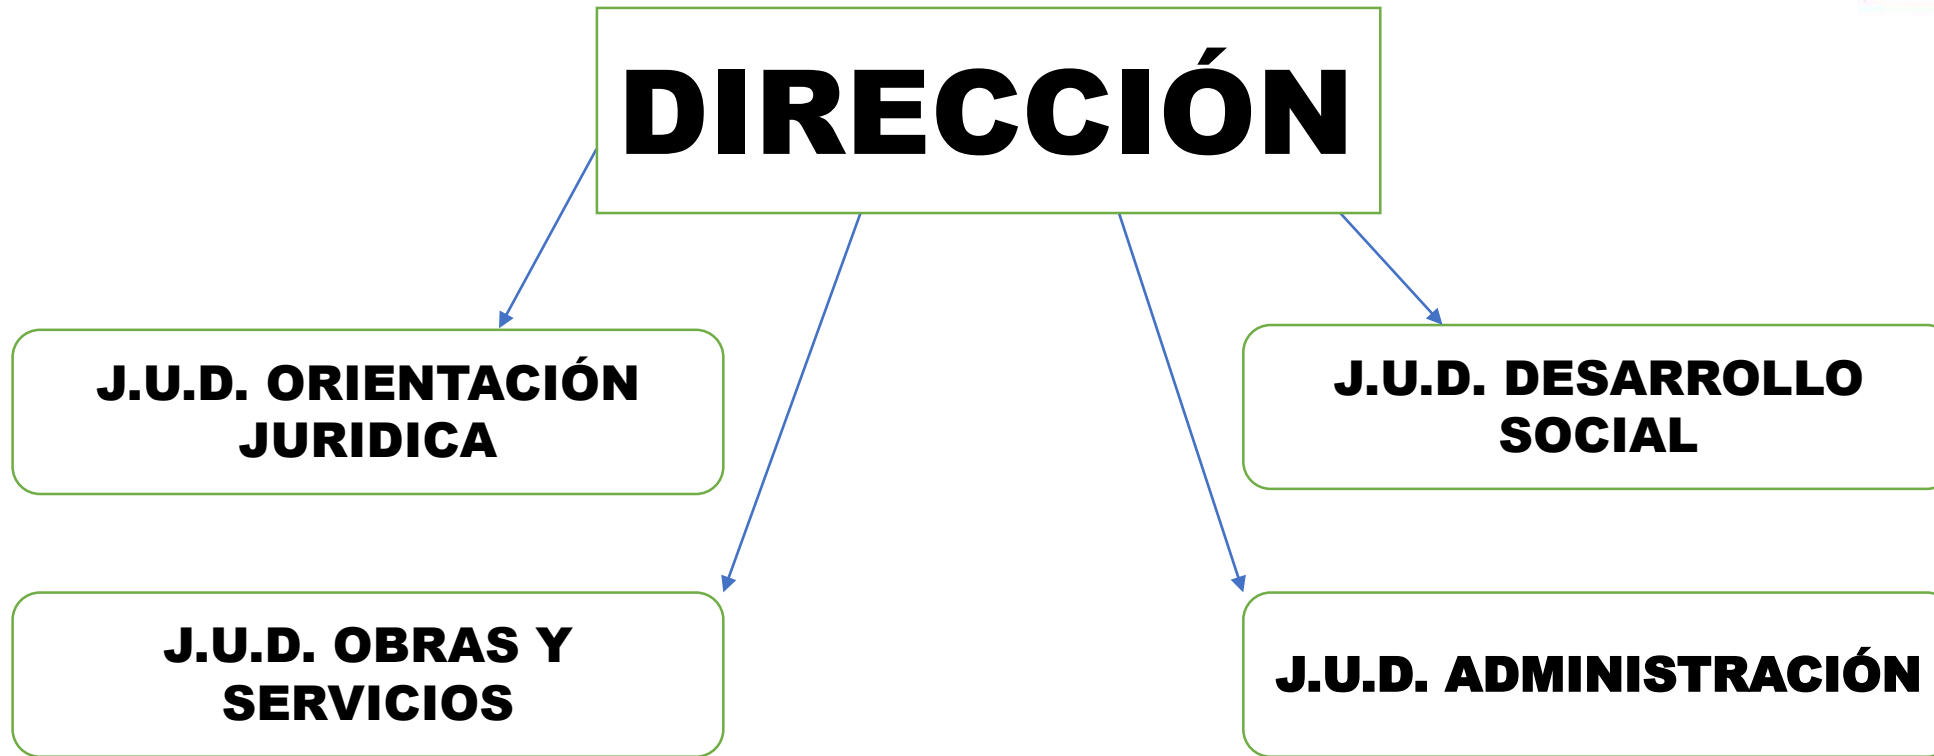 DIRECCIÓN
J.U.D. ORIENTACIÓN
JURIDICA
J.U.D. DESARROLLO
SOCIAL
J.U.D. OBRAS Y
SERVICIOS
J.U.D. ADMINISTRACIÓN